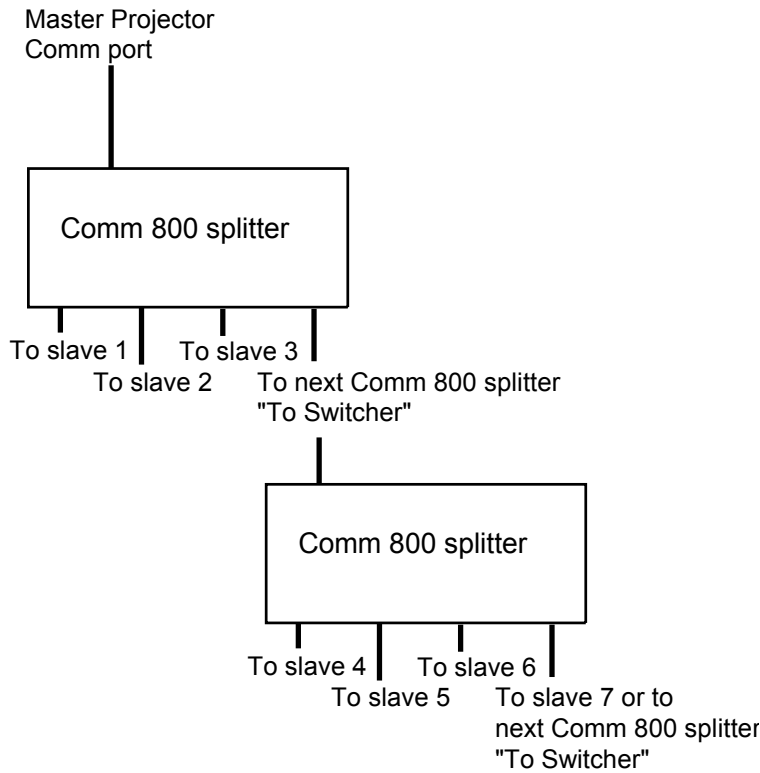 Master Projector
Comm port
Comm 800 splitter
To slave 1
To slave 3
To slave 2
To next Comm 800 splitter
"To Switcher"
Comm 800 splitter
To slave 4
To slave 6
To slave 5
To slave 7 or to
next Comm 800 splitter
"To Switcher"